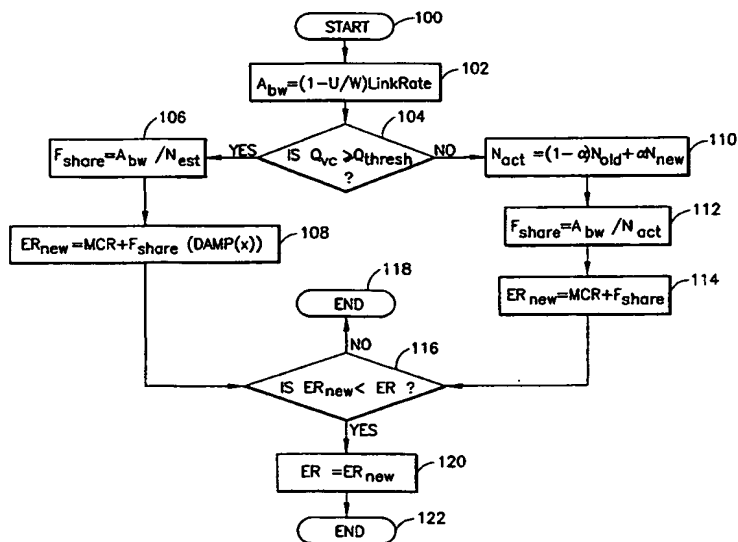 START
100
A_bw=(1-U/W)LinkRate
102
104
IS Q_vc ⩾Q_thresh
?
YES
NO
106
F_share=A_bw /N_est
ER_new=MCR+F_share (DAMP(x))
108
N_act =(1-α)N_old+αN_new
110
F_share=A_bw /N_act
112
ER_new=MCR+F_share
114
118
END
NO
116
IS ER_new< ER ?
YES
ER =ER_new
120
END
122